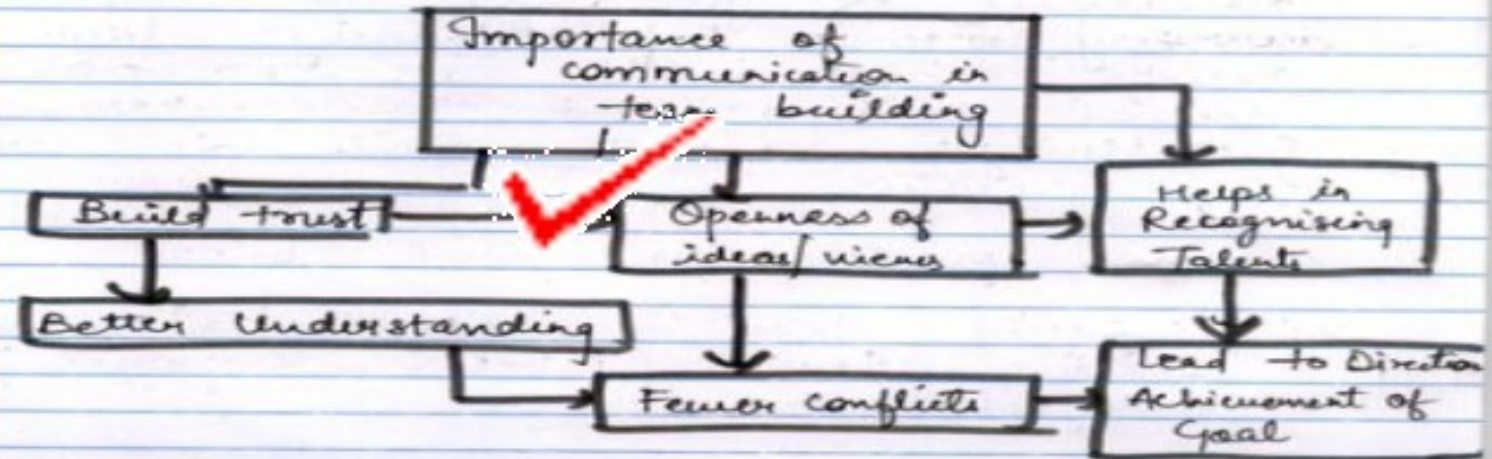 Importance of
communication in
team building
Build trust
Openness of
ideas/views
Helps in
Recognising
Talents
Better Understanding
Fewer conflicts
Lead to Direction
Achievement of
Goal